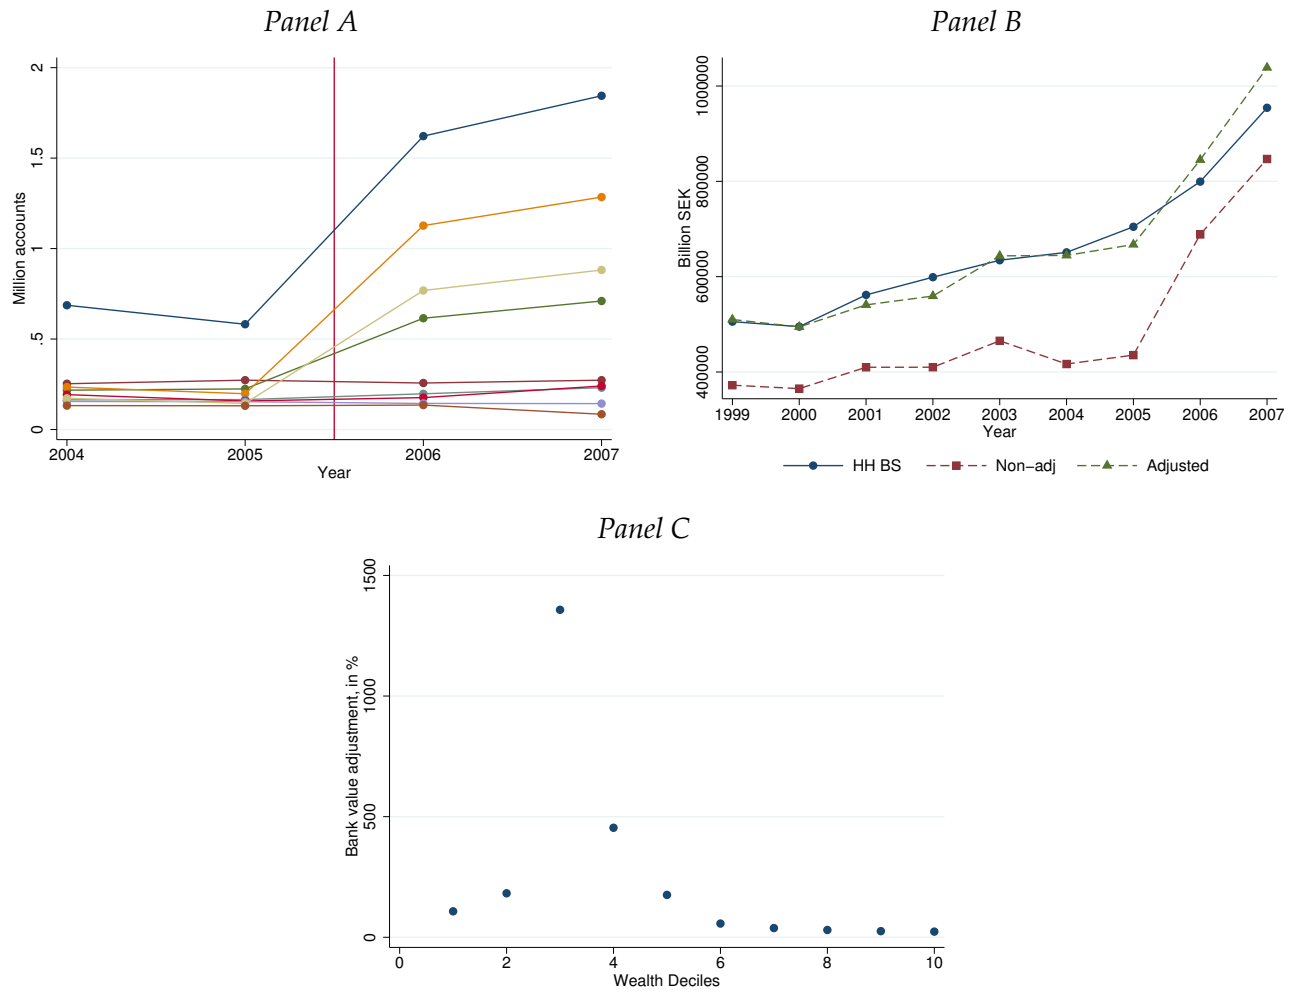 Panel A
2
1.5
1
.5
0
Million accounts
2004 2005 2006 2007
Year
Panel B
1000000
800000
600000
400000
Billion SEK
1999 2000 2001 2002 2003 2004 2005 2006 2007
Year
HH BS Non−adj Adjusted
Panel C
1500
1000
500
0
Bank value adjustment, in %
0 2 4 6 8 10
Wealth Deciles